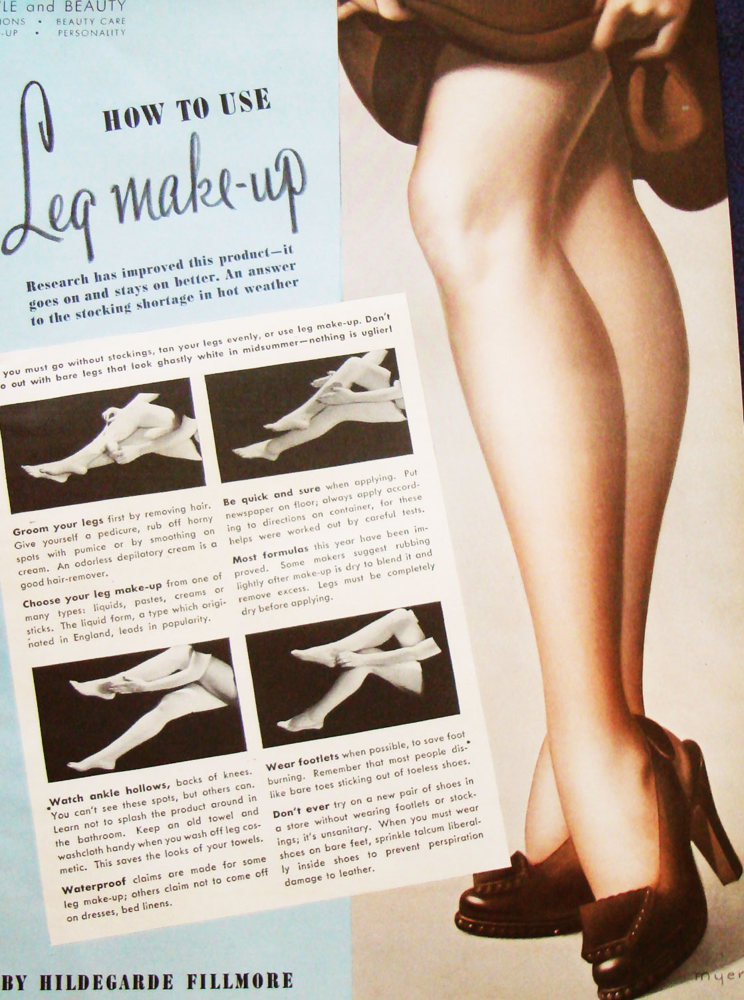 LE and BEAUTY
IONS • BEAUTY CARE
-UP • PERSONALITY
HOW TO USE
Leg make-up
Research has improved this product—it
goes on and stays on better. An answer
to the stocking shortage in hot weather
you must go without stockings, tan your legs evenly, or use leg make-up. Don't
o out with bare legs that look ghastly white in midsummer—nothing is uglier!
Groom your legs first by removing hair.
Give yourself a pedicure, rub off horny
spots with pumice or by smoothing on
cream. An odorless depilatory cream is a
good hair-remover.
Choose your leg make-up from one of
many types: liquids, pastes, creams or
sticks. The liquid form, a type which origi-
nated in England, leads in popularity.
Be quick and sure when applying. Put
newspaper on floor; always apply accord-
ing to directions on container, for these
helps were worked out by careful tests.
Most formulas this year have been im-
proved. Some makers suggest rubbing
lightly after make-up is dry to blend it and
remove excess. Legs must be completely
dry before applying.
Watch ankle hollows, backs of knees.
You can't see these spots, but others can.
Learn not to splash the product around in
the bathroom. Keep an old towel and
washcloth handy when you wash off leg cos-
metic. This saves the looks of your towels.
Waterproof claims are made for some
leg make-up; others claim not to come off
on dresses, bed linens.
Wear footlets when possible, to save foot
burning. Remember that most people dis-
like bare toes sticking out of toeless shoes.
Don't ever try on a new pair of shoes in
a store without wearing footlets or stock-
ings; it's unsanitary. When you must wear
shoes on bare feet, sprinkle talcum liberal-
ly inside shoes to prevent perspiration
damage to leather.
BY HILDEGARDE FILLMORE
myer